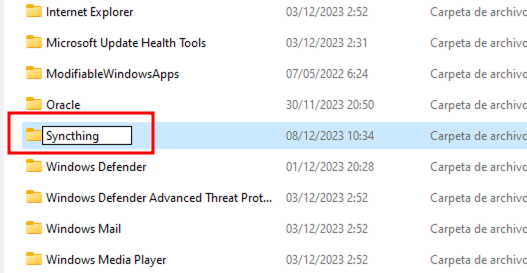 Internet Explorer 03/12/2023 2:52 Carpeta de archivo
Microsoft Update Health Tools 03/12/2023 2:31 Carpeta de archivo
ModifiableWindowsApps 07/05/2022 6:24 Carpeta de archivo
Oracle 30/11/2023 20:50 Carpeta de archivo
Syncthing 08/12/2023 10:34 Carpeta de archivo
Windows Defender 01/12/2023 20:28 Carpeta de archivo
Windows Defender Advanced Threat Prot... 03/12/2023 2:52 Carpeta de archivo
Windows Mail 03/12/2023 2:52 Carpeta de archivo
Windows Media Player 03/12/2023 2:52 Carpeta de archivo